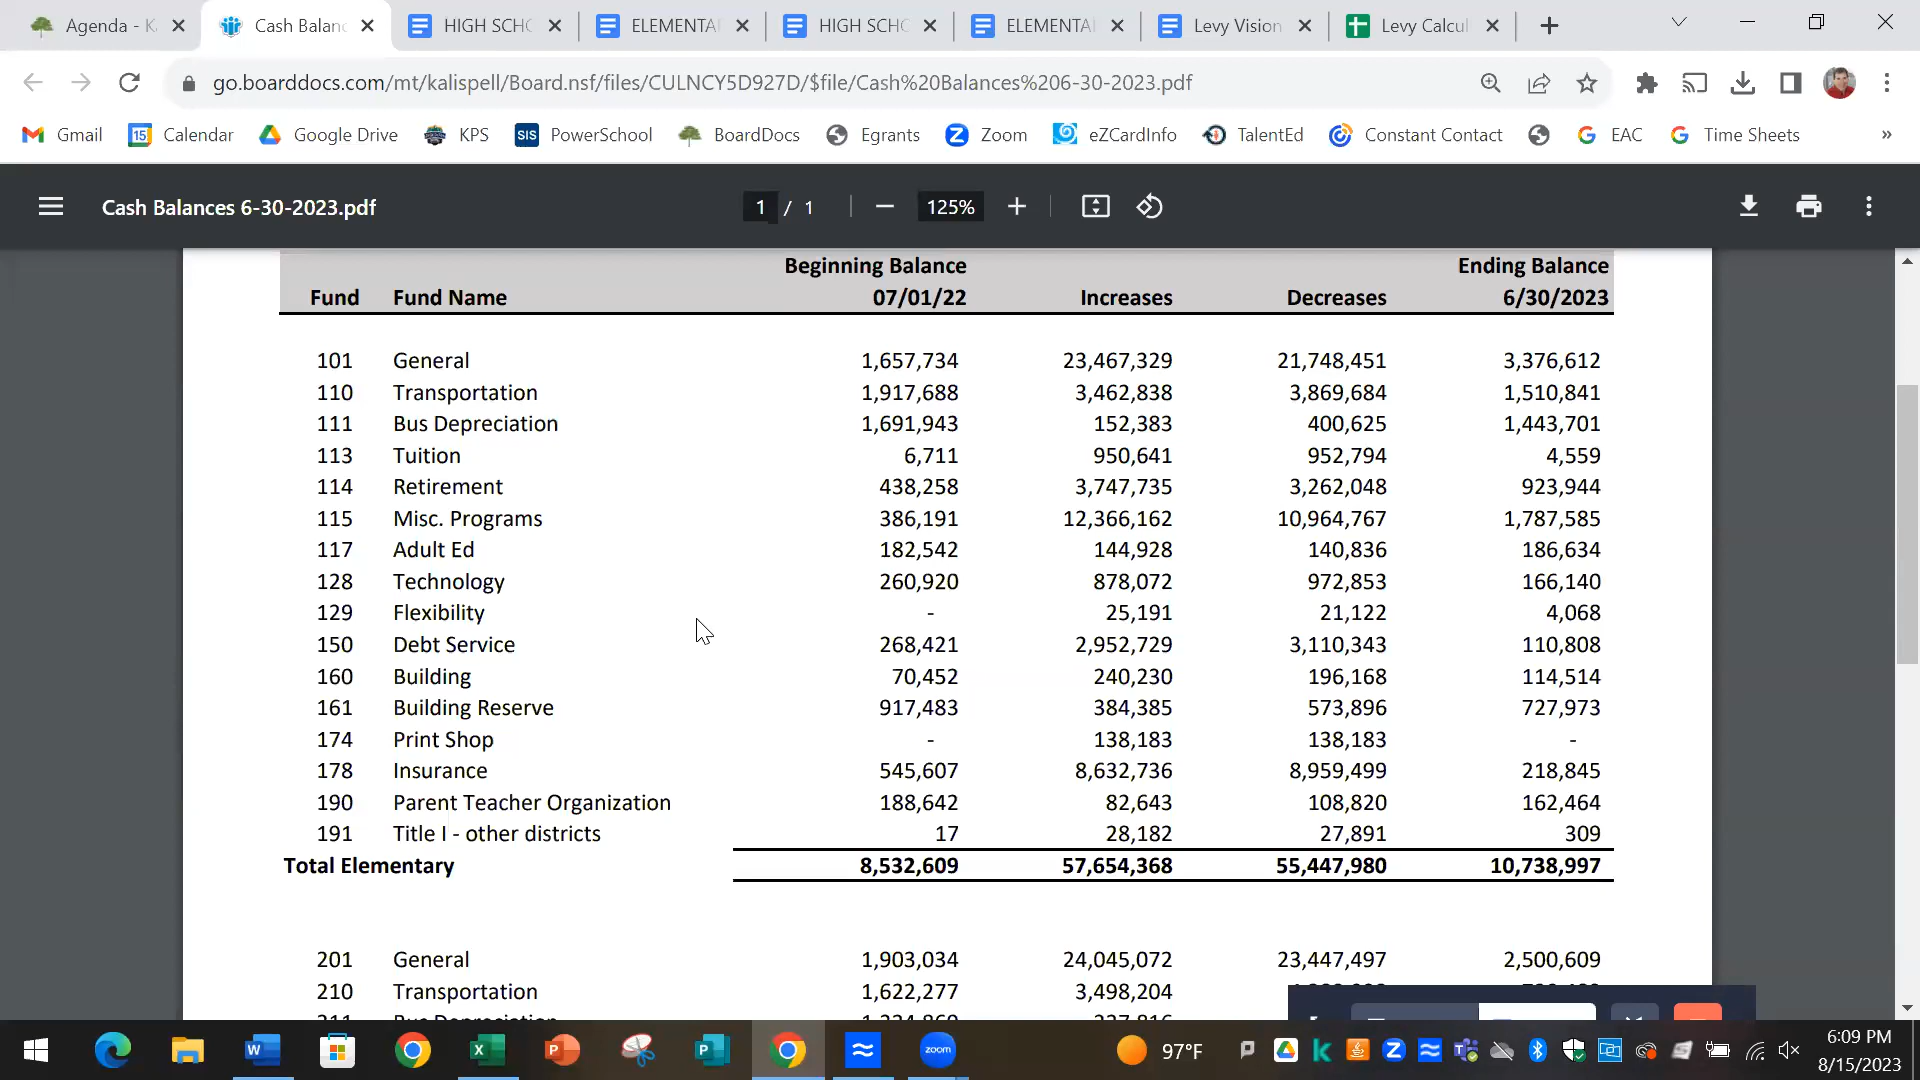 Agenda - K
Cash Balanc
HIGH SCHO
ELEMENTA
HIGH SCHO
ELEMENTA
Levy Vision
Levy Calcul
go.boarddocs.com/mt/kalispell/Board.nsf/files/CULNCY5D927D/$file/Cash%20Balances%206-30-2023.pdf
Gmail
15 Calendar
Google Drive
KPS
SIS PowerSchool
BoardDocs
Egrants
Zoom
eZCardInfo
TalentEd
Constant Contact
EAC
Time Sheets
»
Cash Balances 6-30-2023.pdf
1 / 1
125%
Beginning Balance Ending Balance
Fund Fund Name 07/01/22 Increases Decreases 6/30/2023
101 General 1,657,734 23,467,329 21,748,451 3,376,612
110 Transportation 1,917,688 3,462,838 3,869,684 1,510,841
111 Bus Depreciation 1,691,943 152,383 400,625 1,443,701
113 Tuition 6,711 950,641 952,794 4,559
114 Retirement 438,258 3,747,735 3,262,048 923,944
115 Misc. Programs 386,191 12,366,162 10,964,767 1,787,585
117 Adult Ed 182,542 144,928 140,836 186,634
128 Technology 260,920 878,072 972,853 166,140
129 Flexibility - 25,191 21,122 4,068
150 Debt Service 268,421 2,952,729 3,110,343 110,808
160 Building 70,452 240,230 196,168 114,514
161 Building Reserve 917,483 384,385 573,896 727,973
174 Print Shop - 138,183 138,183 -
178 Insurance 545,607 8,632,736 8,959,499 218,845
190 Parent Teacher Organization 188,642 82,643 108,820 162,464
191 Title I - other districts 17 28,182 27,891 309
Total Elementary 8,532,609 57,654,368 55,447,980 10,738,997
201 General 1,903,034 24,045,072 23,447,497 2,500,609
210 Transportation 1,622,277 3,498,204
97°F
6:09 PM
8/15/2023